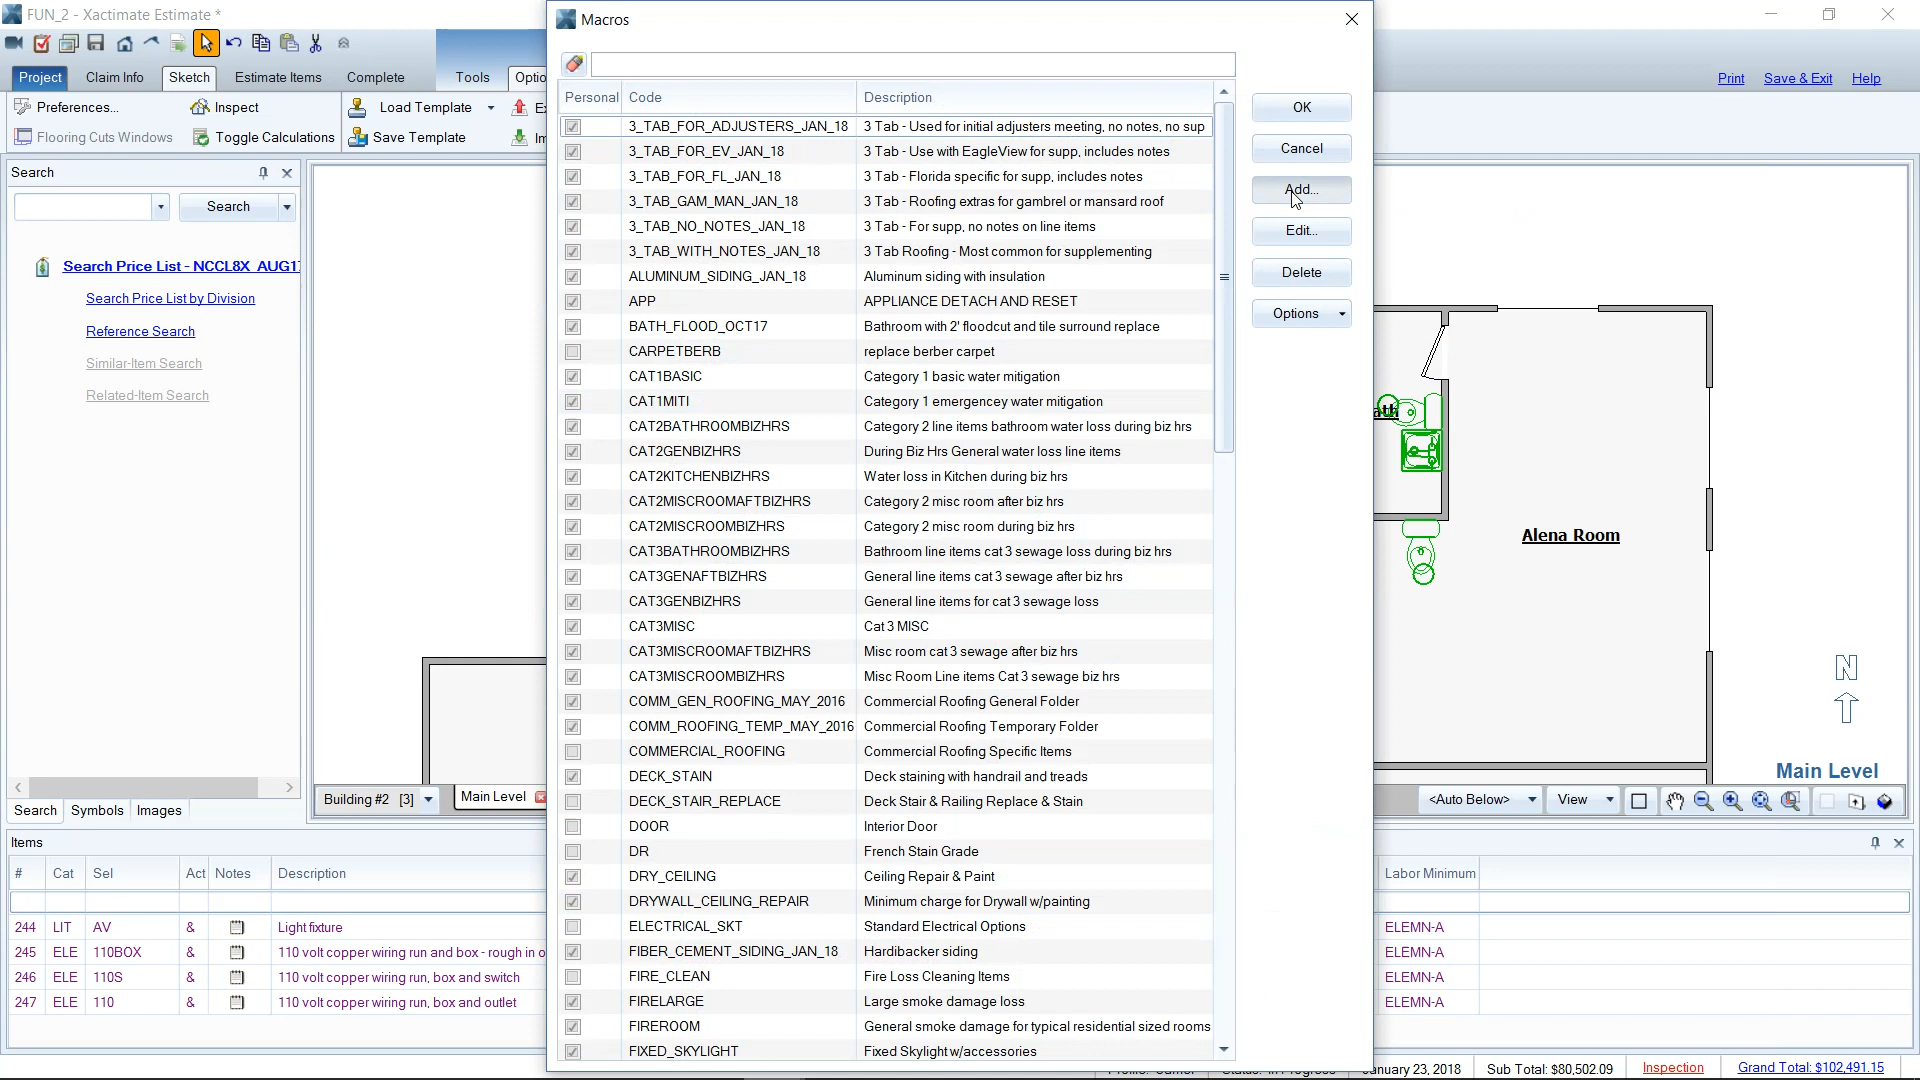 FUN_2 - Xactimate Estimate *
Macros
Project
Claim Info
Sketch
Estimate Items
Complete
Tools
Optio
Print
Save & Exit
Help
Preferences...
Inspect
Load Template
Flooring Cuts Windows
Toggle Calculations
Save Template
Search
Search
Search Price List - NCCL8X_AUG1
Search Price List by Division
Reference Search
Similar-Item Search
Related-Item Search
Search
Symbols
Images
Personal Code Description
3_TAB_FOR_ADJUSTERS_JAN_18 3 Tab - Used for initial adjusters meeting, no notes, no sup
3_TAB_FOR_EV_JAN_18 3 Tab - Use with EagleView for supp, includes notes
3_TAB_FOR_FL_JAN_18 3 Tab - Florida specific for supp, includes notes
3_TAB_GAM_MAN_JAN_18 3 Tab - Roofing extras for gambrel or mansard roof
3_TAB_NO_NOTES_JAN_18 3 Tab - For supp, no notes on line items
3_TAB_WITH_NOTES_JAN_18 3 Tab Roofing - Most common for supplementing
ALUMINUM_SIDING_JAN_18 Aluminum siding with insulation
APP APPLIANCE DETACH AND RESET
BATH_FLOOD_OCT17 Bathroom with 2' floodcut and tile surround replace
CARPETBERB replace berber carpet
CAT1BASIC Category 1 basic water mitigation
CAT1MITI Category 1 emergencey water mitigation
CAT2BATHROOMBIZHRS Category 2 line items bathroom water loss during biz hrs
CAT2GENBIZHRS During Biz Hrs General water loss line items
CAT2KITCHENBIZHRS Water loss in Kitchen during biz hrs
CAT2MISCROOMAFTBIZHRS Category 2 misc room after biz hrs
CAT2MISCROOMBIZHRS Category 2 misc room during biz hrs
CAT3BATHROOMBIZHRS Bathroom line items cat 3 sewage loss during biz hrs
CAT3GENAFTBIZHRS General line items cat 3 sewage after biz hrs
CAT3GENBIZHRS General line items for cat 3 sewage loss
CAT3MISC Cat 3 MISC
CAT3MISCROOMAFTBIZHRS Misc room cat 3 sewage after biz hrs
CAT3MISCROOMBIZHRS Misc Room Line items Cat 3 sewage biz hrs
COMM_GEN_ROOFING_MAY_2016 Commercial Roofing General Folder
COMM_ROOFING_TEMP_MAY_2016 Commercial Roofing Temporary Folder
COMMERCIAL_ROOFING Commercial Roofing Specific Items
DECK_STAIN Deck staining with handrail and treads
DECK_STAIR_REPLACE Deck Stair & Railing Replace & Stain
DOOR Interior Door
DR French Stain Grade
DRY_CEILING Ceiling Repair & Paint
DRYWALL_CEILING_REPAIR Minimum charge for Drywall w/painting
ELECTRICAL_SKT Standard Electrical Options
FIBER_CEMENT_SIDING_JAN_18 Hardibacker siding
FIRE_CLEAN Fire Loss Cleaning Items
FIRELARGE Large smoke damage loss
FIREROOM General smoke damage for typical residential sized rooms
FIXED_SKYLIGHT Fixed Skylight w/accessories
OK
Cancel
Add...
Edit...
Delete
Options
ath
Alena Room
N
Main Level
Building #2 [3]
Main Level
<Auto Below>
View
Items
# Cat Sel Act Notes Description Labor Minimum
244 LIT AV & Light fixture ELEMN-A
245 ELE 110BOX & 110 volt copper wiring run and box - rough in o ELEMN-A
246 ELE 110S & 110 volt copper wiring run, box and switch ELEMN-A
247 ELE 110 & 110 volt copper wiring run, box and outlet ELEMN-A
anuary 23, 2018
Sub Total: $80,502.09
Inspection
Grand Total: $102,491.15